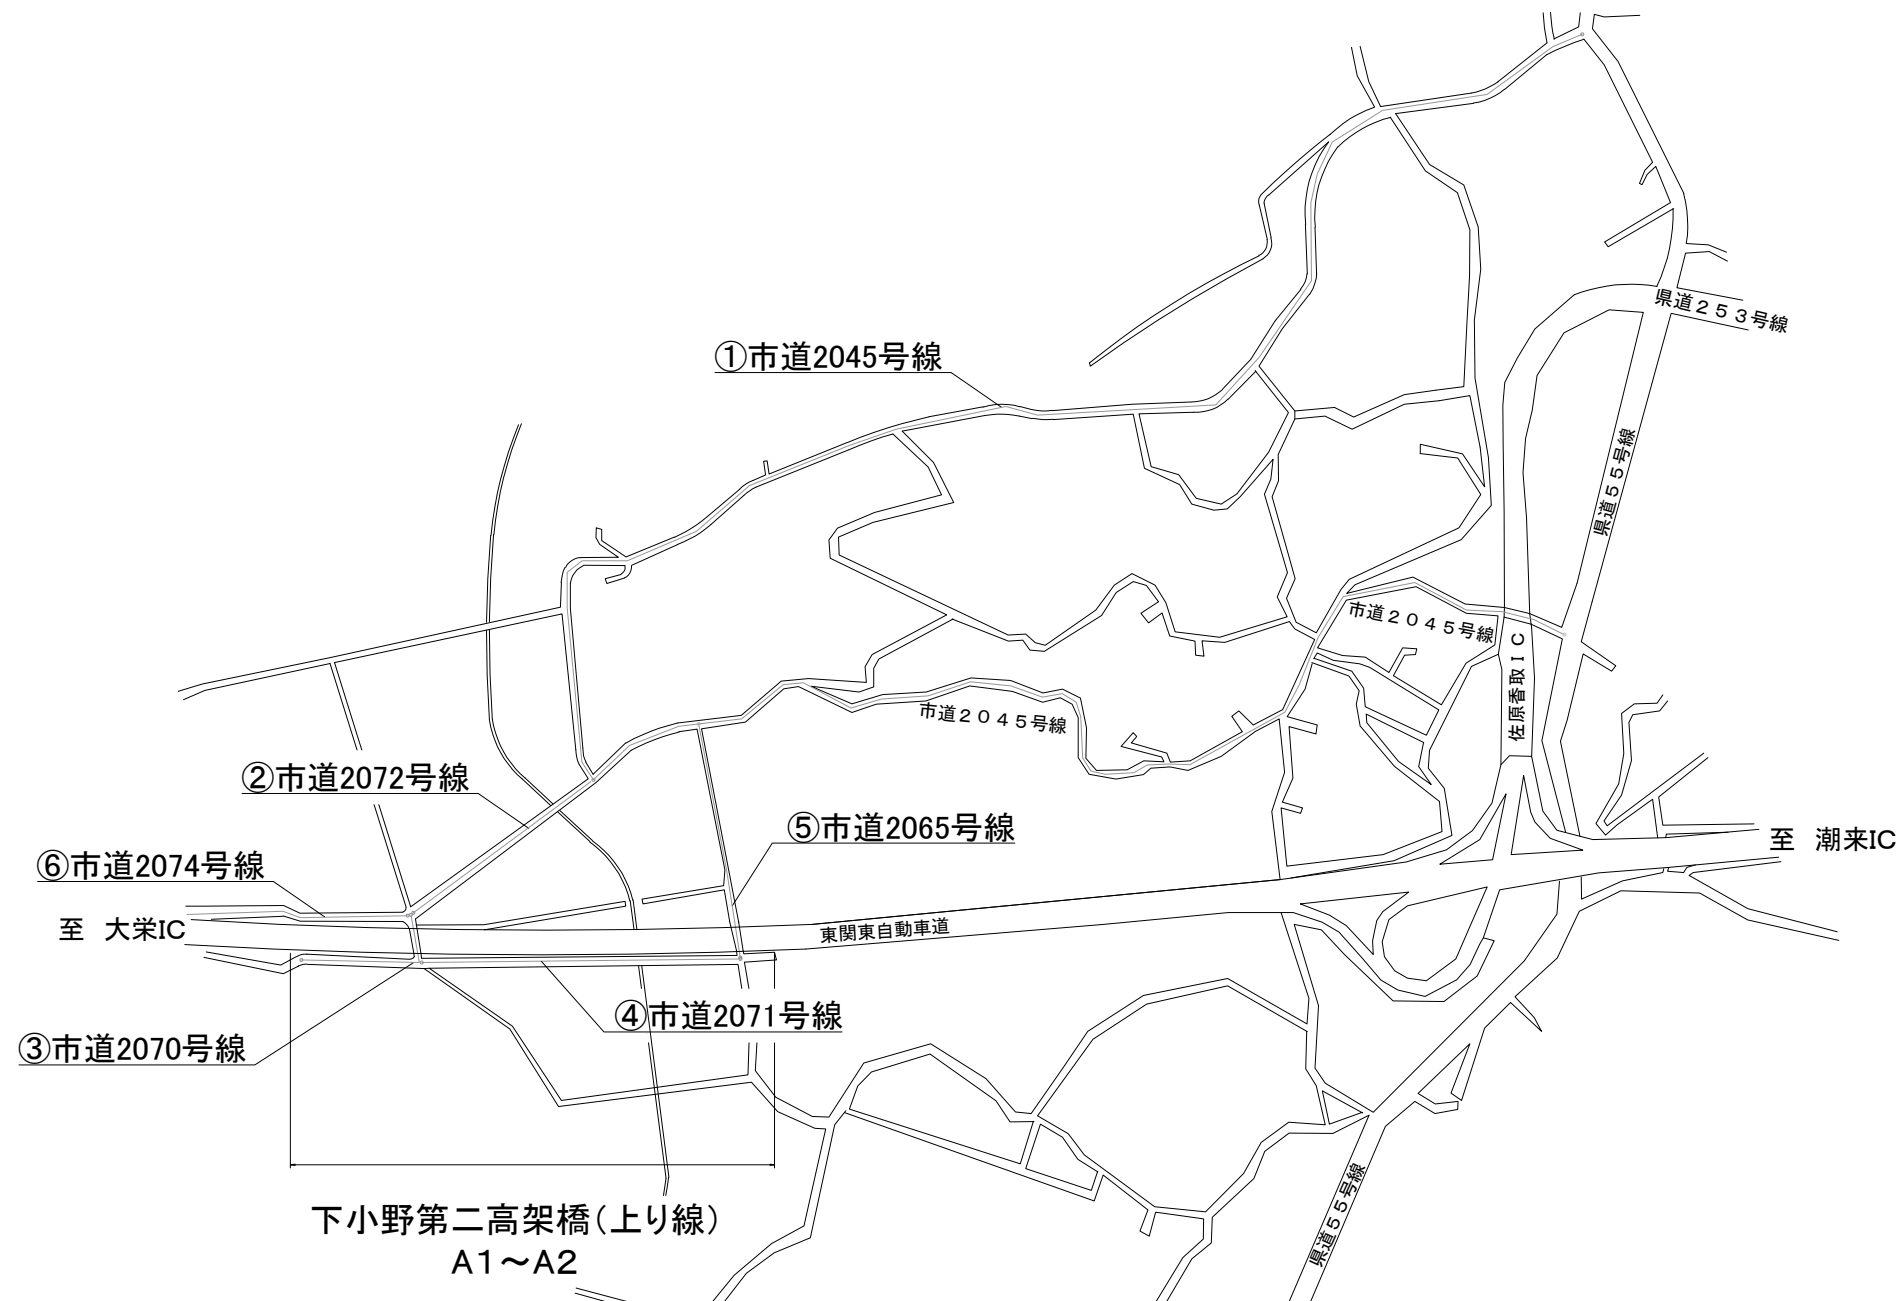 県道２５３号線
①市道2045号線
県道５５号線
市道２０４５号線
佐原香取ＩＣ
市道２０４５号線
②市道2072号線
⑤市道2065号線
至　潮来IC
⑥市道2074号線
至　大栄IC
東関東自動車道
④市道2071号線
③市道2070号線
県道５５号線
下小野第二高架橋（上り線）
A1～A2